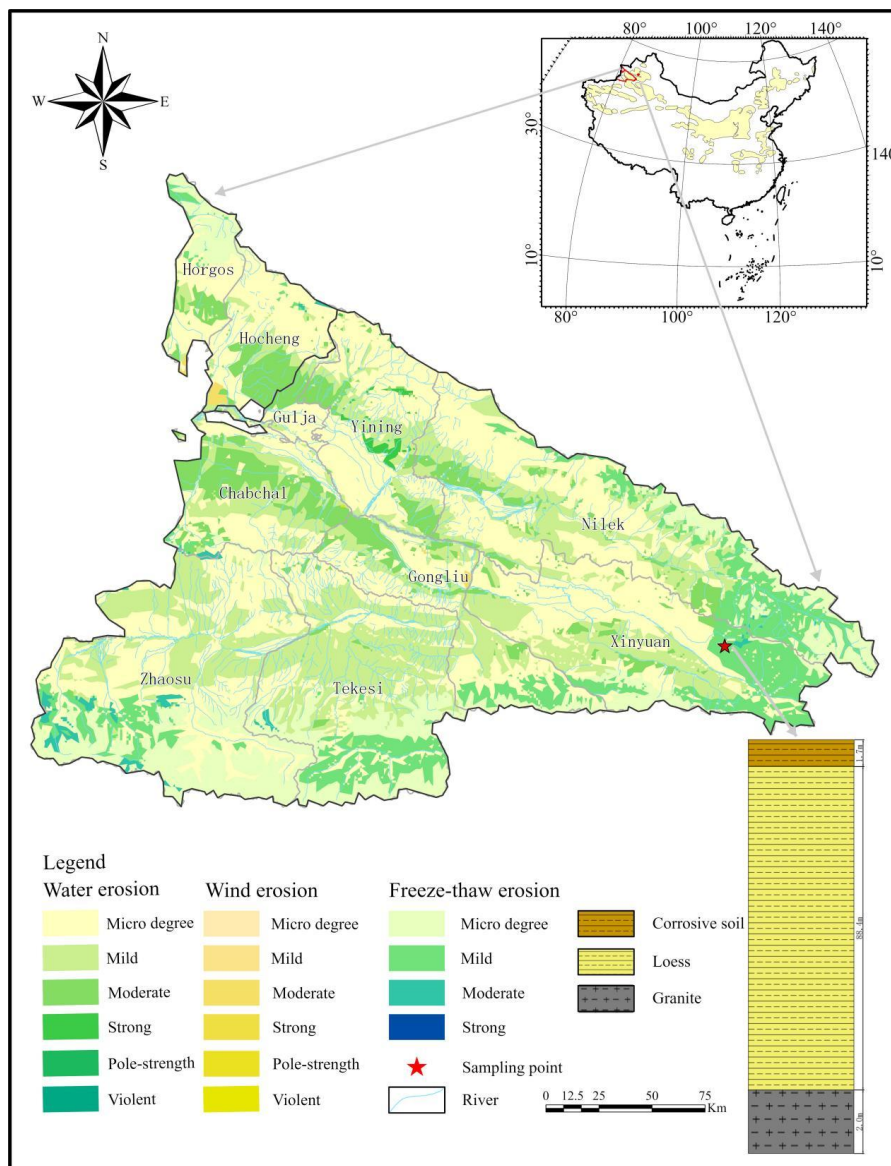 N
W E
S
80° 100° 120° 140°
30°
140°
10°
10°
80° 100° 120°
Horgos
Hocheng
Gulja
Yining
Chabchal
Nilek
Gongliu
Xinyuan
Zhaosu
Tekesi
1.7m
88.4m
2.0m
Legend
Water erosion Wind erosion Freeze-thaw erosion
Micro degree Micro degree Micro degree Corrosive soil
Mild Mild Mild Loess
Moderate Moderate Moderate Granite
Strong Strong Strong
Pole-strength Pole-strength Sampling point
Violent Violent River
0 12.5 25 50 75
Km